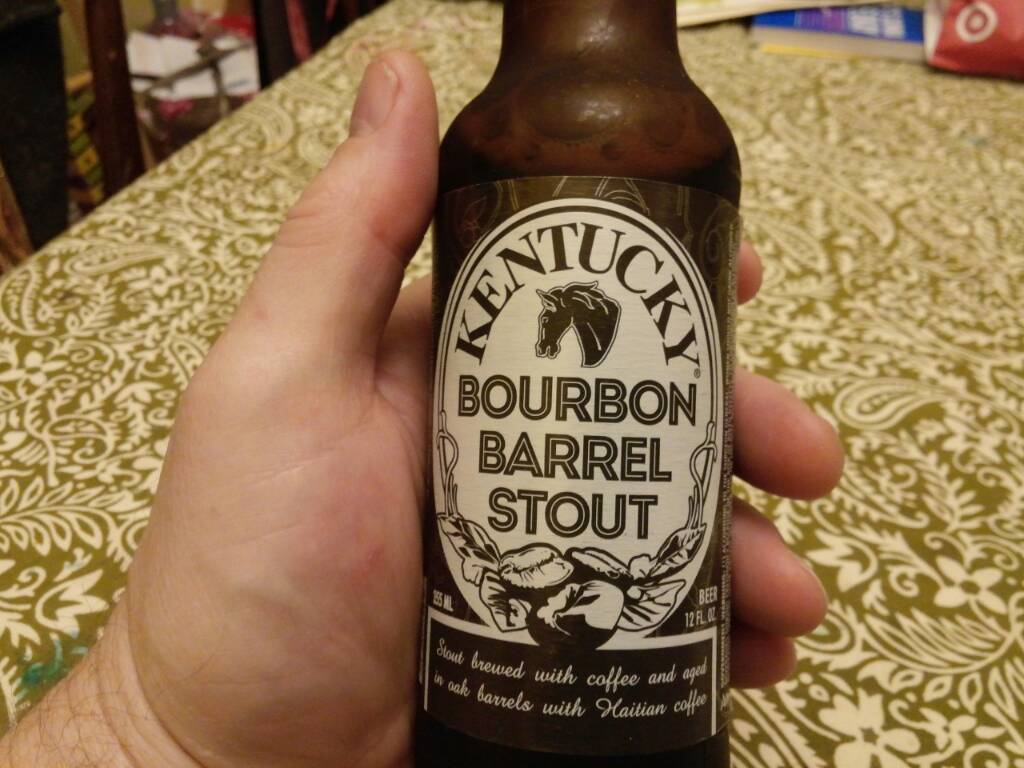 KENTUCKY®
BOURBON
BARREL
STOUT
355 ML
BEER
12 FL. OZ.
Stout brewed with coffee and aged
in oak barrels with Haitian coffee